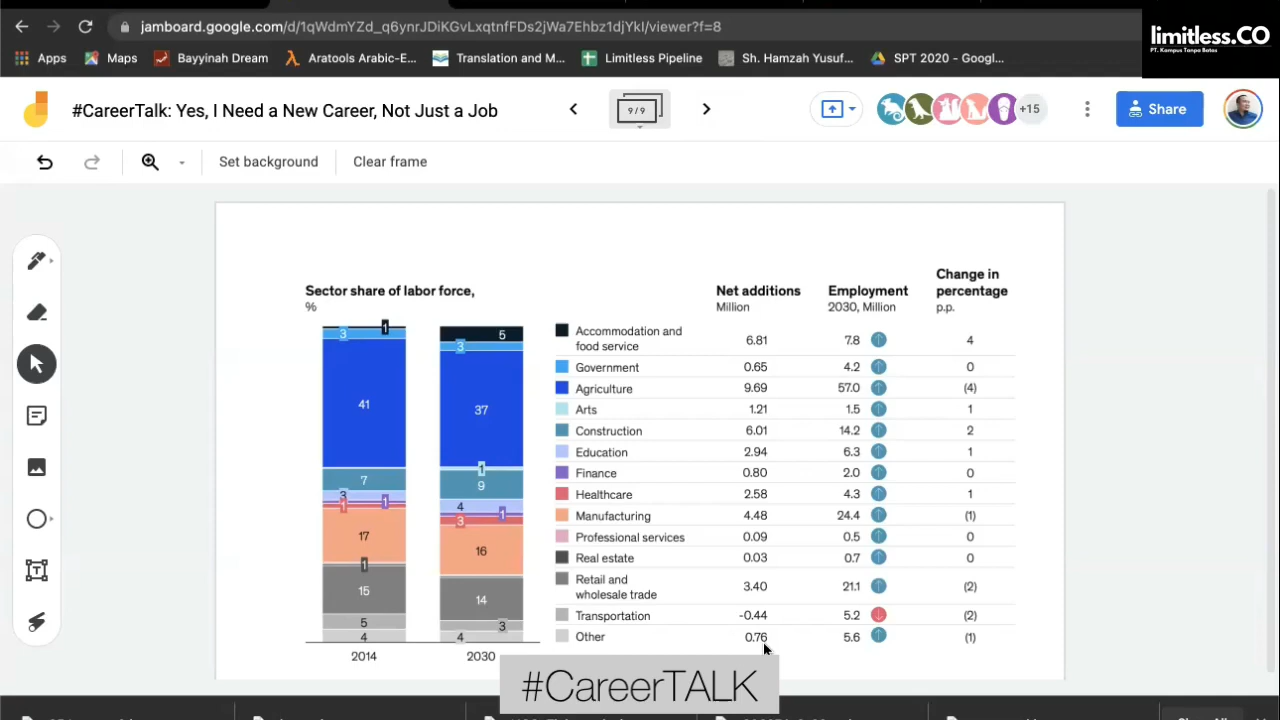 jamboard.google.com/d/1qWdmYZd_q6ynrJDiKGvLxqtnfFDs2jWa7Ehbz1djYkI/viewer?f=8
limitless.CO
PT. Kampus Tanpa Batas
Apps Maps Bayyinah Dream Aratools Arabic-E... Translation and M... Limitless Pipeline Sh. Hamzah Yusuf... SPT 2020 - Googl...
#CareerTalk: Yes, I Need a New Career, Not Just a Job
9/9
+15
Share
Set background Clear frame
Sector share of labor force,
%
Net additions
Million
Employment
2030, Million
Change in
percentage
p.p.
3 1
41
7
3 1
1
17
1
15
5
4
2014
5
3
37
1
9
4 1
3
16
14
3
4
2030
Accommodation and
food service 6.81 7.8 4
Government 0.65 4.2 0
Agriculture 9.69 57.0 (4)
Arts 1.21 1.5 1
Construction 6.01 14.2 2
Education 2.94 6.3 1
Finance 0.80 2.0 0
Healthcare 2.58 4.3 1
Manufacturing 4.48 24.4 (1)
Professional services 0.09 0.5 0
Real estate 0.03 0.7 0
Retail and
wholesale trade 3.40 21.1 (2)
Transportation -0.44 5.2 (2)
Other 0.76 5.6 (1)
#CareerTALK